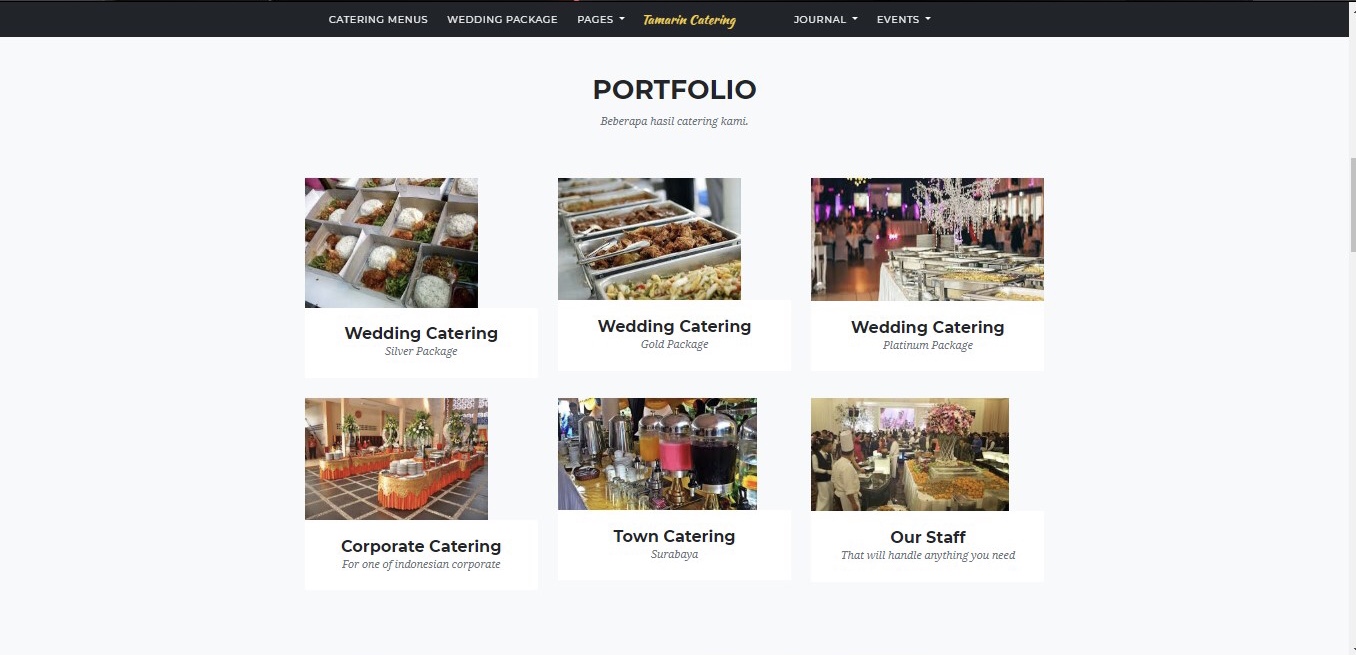 CATERING MENUS WEDDING PACKAGE PAGES Tamarin Catering JOURNAL EVENTS
PORTFOLIO
Beberapa hasil catering kami.
Wedding Catering
Silver Package
Wedding Catering
Gold Package
Wedding Catering
Platinum Package
Corporate Catering
For one of indonesian corporate
Town Catering
Surabaya
Our Staff
That will handle anything you need